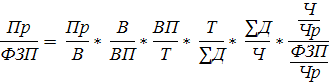 Пр/ФЗП = Пр/В * В/ВП * ВП/Т * Т/∑Д * ∑Д/Ч * (Ч/Чр)/(ФЗП/Чр)